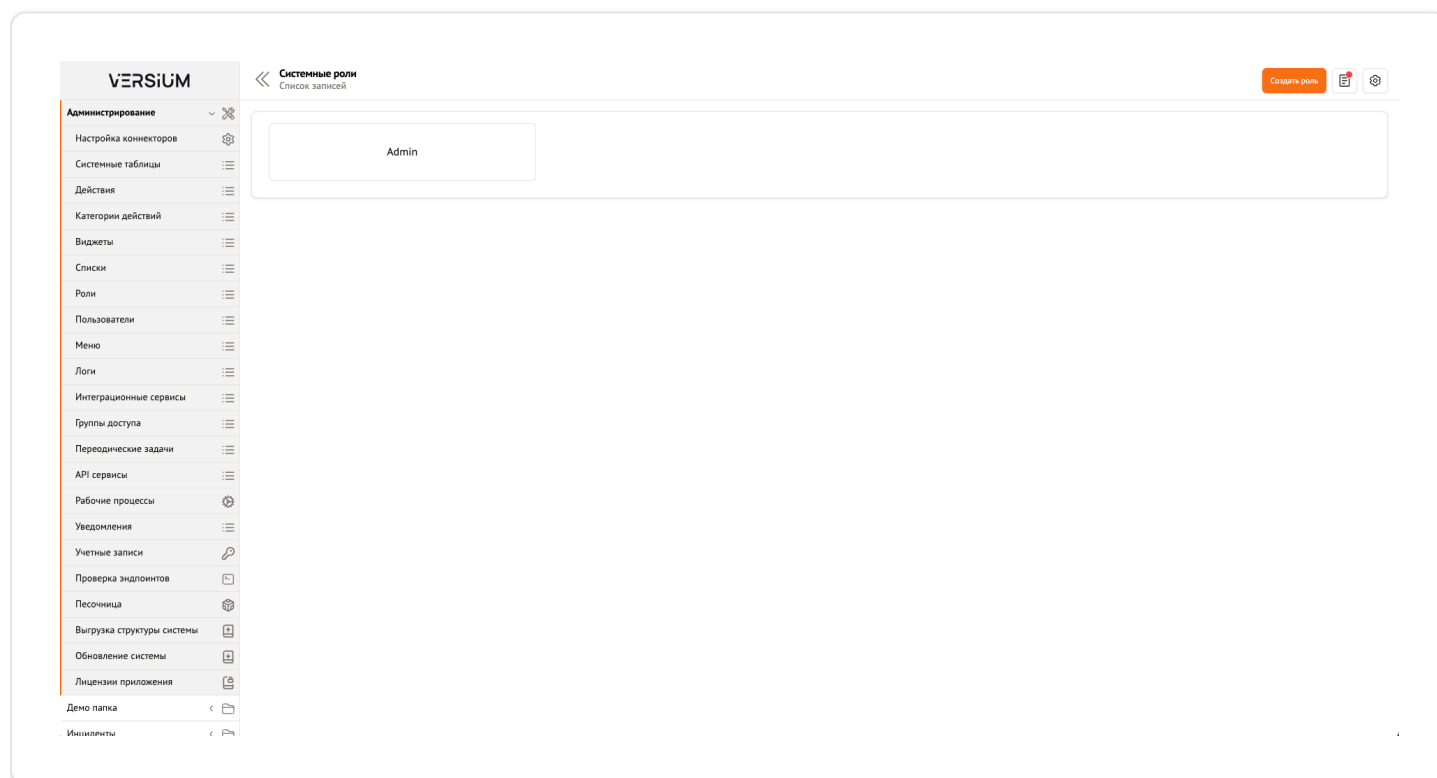 VERSiUM
Системные роли
Список записей
Создать роль
Администрирование
Настройка коннекторов
Системные таблицы
Действия
Категории действий
Виджеты
Списки
Роли
Пользователи
Меню
Логи
Интеграционные сервисы
Группы доступа
Переодические задачи
API сервисы
Рабочие процессы
Уведомления
Учетные записи
Проверка эндпоинтов
Песочница
Выгрузка структуры системы
Обновление системы
Лицензии приложения
Демо папка
Инциденты
Admin